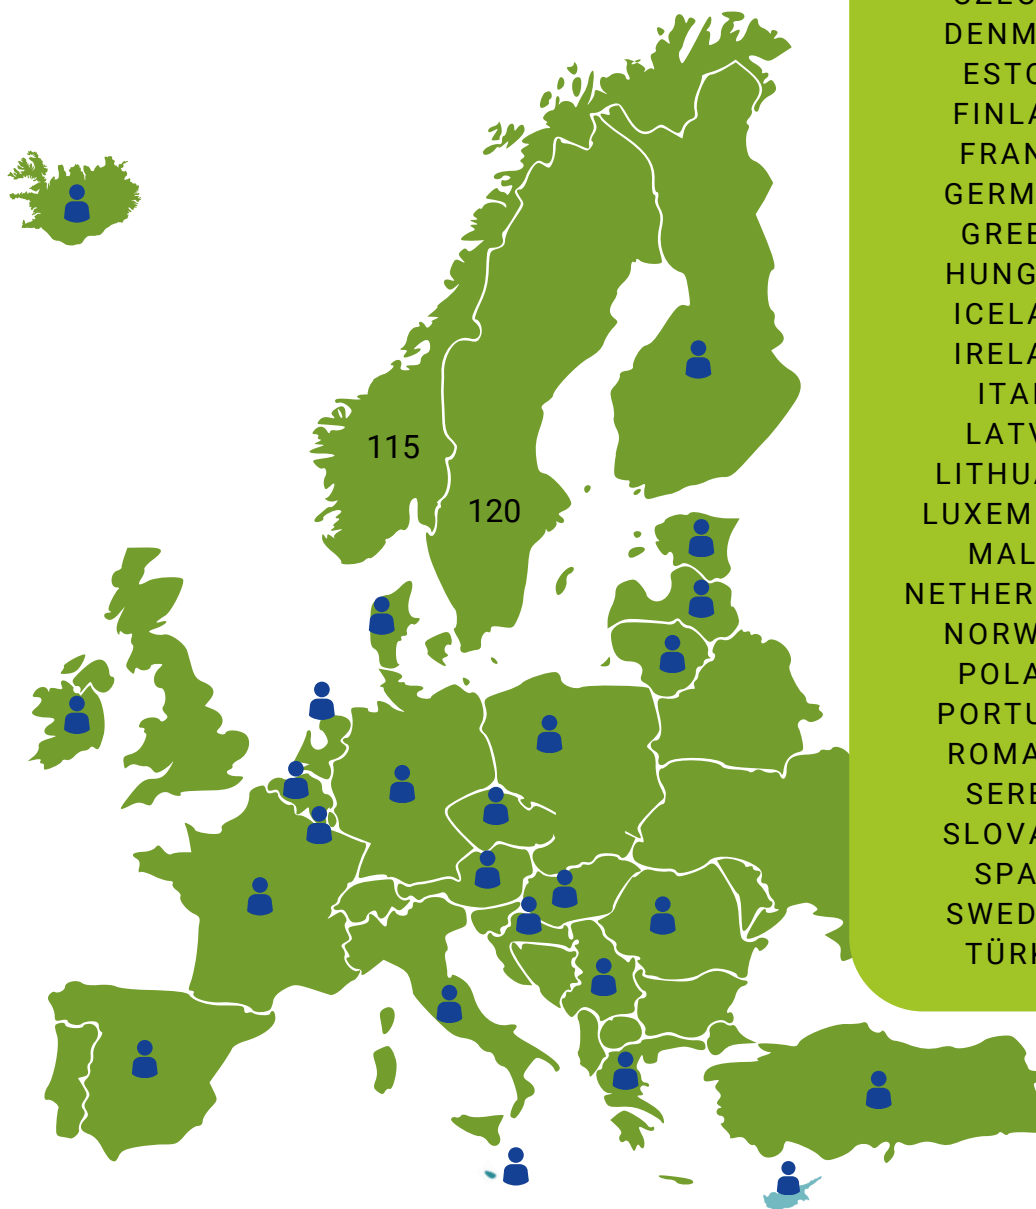 115
120
DENM
ESTO
FINLA
FRAN
GERM
GREE
HUNG
ICELA
IRELA
ITAL
LATV
LITHUA
LUXEM
MAL
NETHER
NORW
POLA
PORTU
ROMA
SERB
SLOVA
SPA
SWED
TÜRK